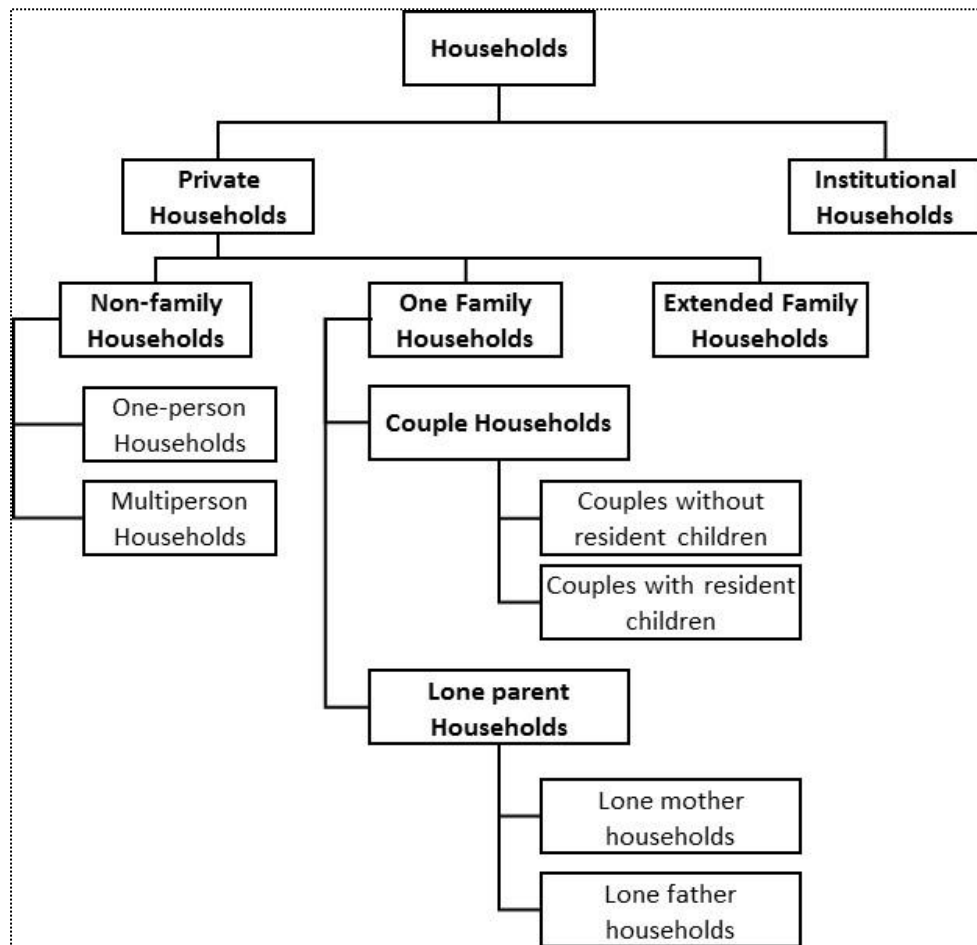 Households
Private
Households
Institutional
Households
Non-family
Households
One Family
Households
Extended Family
Households
One-person
Households
Multiperson
Households
Couple Households
Couples without
resident children
Couples with resident
children
Lone parent
Households
Lone mother
households
Lone father
households